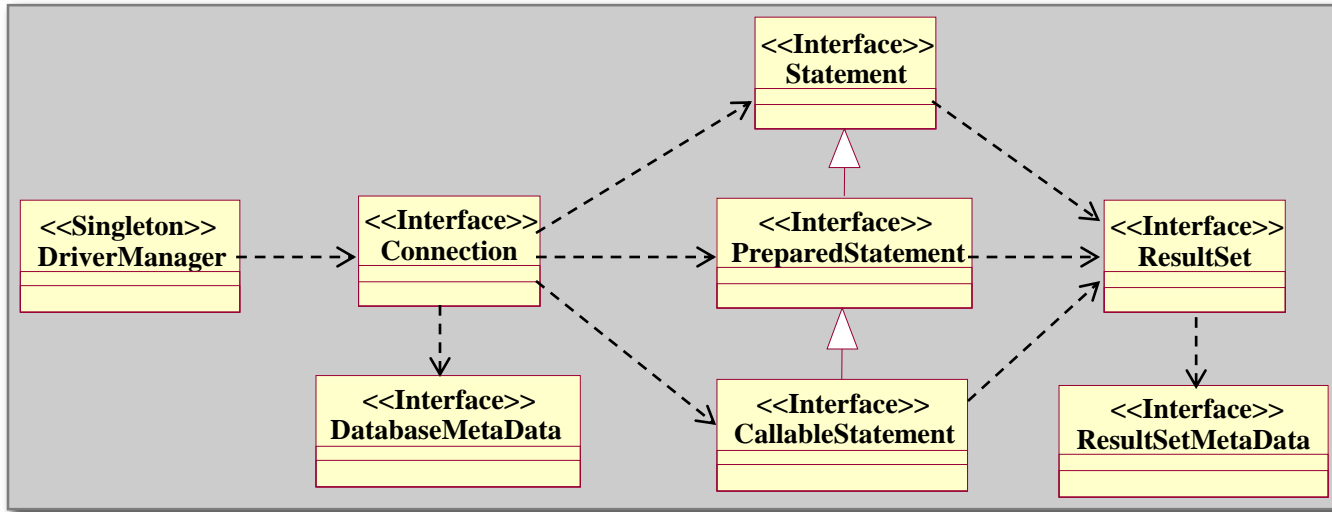 <<Interface>>
Statement
<<Singleton>>
DriverManager
<<Interface>>
Connection
<<Interface>>
PreparedStatement
<<Interface>>
ResultSet
<<Interface>>
DatabaseMetaData
<<Interface>>
CallableStatement
<<Interface>>
ResultSetMetaData